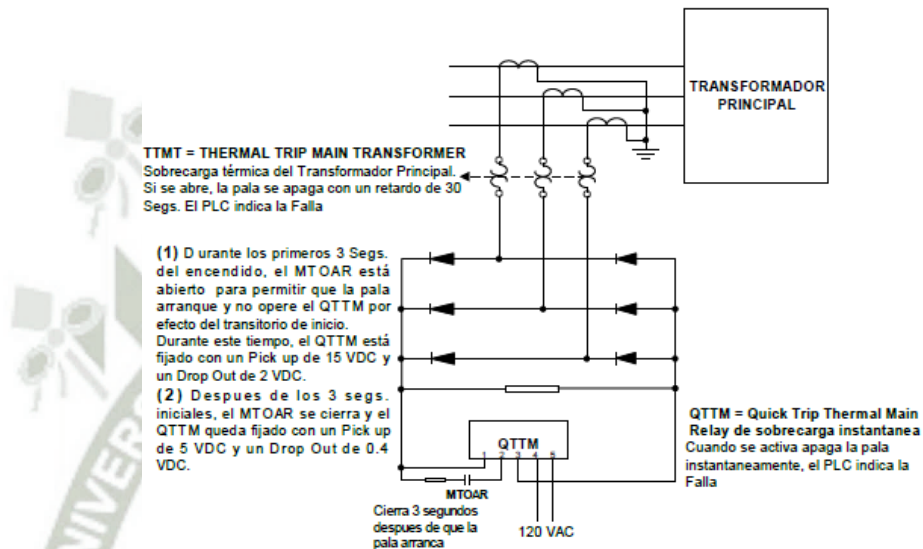 TRANSFORMADOR
PRINCIPAL
TTMT = THERMAL TRIP MAIN TRANSFORMER
Sobrecarga térmica del Transformador Principal.
Si se abre, la pala se apaga con un retardo de 30
Segs. El PLC indica la Falla
(1) D urante los primeros 3 Segs.
del encendido, el MTOAR está
abierto para permitir que la pala
arranque y no opere el QTTM por
efecto del transitorio de inicio.
Durante este tiempo, el QTTM está
fijado con un Pick up de 15 VDC y
un Drop Out de 2 VDC.
(2) Despues de los 3 segs.
iniciales, el MTOAR se cierra y el
QTTM queda fijado con un Pick up
de 5 VDC y un Drop Out de 0.4
VDC.
QTTM
1 2 3 4 5
MTOAR
Cierra 3 segundos
despues de que la
pala arranca
120 VAC
QTTM = Quick Trip Thermal Main
Relay de sobrecarga instantanea
Cuando se activa apaga la pala
instantaneamente, el PLC indica la
Falla
UNIVERS